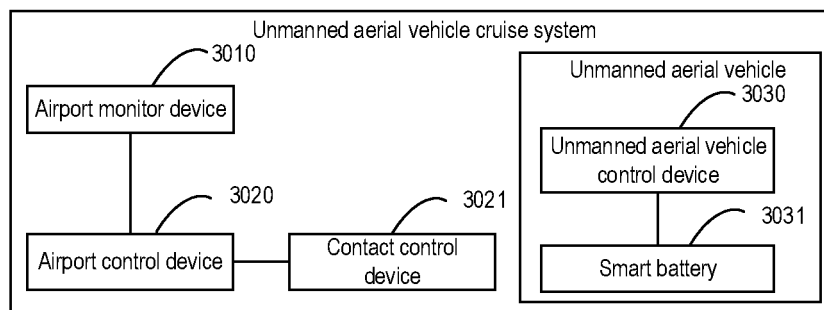 Unmanned aerial vehicle cruise system
3010
Airport monitor device
3020
Airport control device
3021
Contact control
device
Unmanned aerial vehicle
3030
Unmanned aerial vehicle
control device
3031
Smart battery